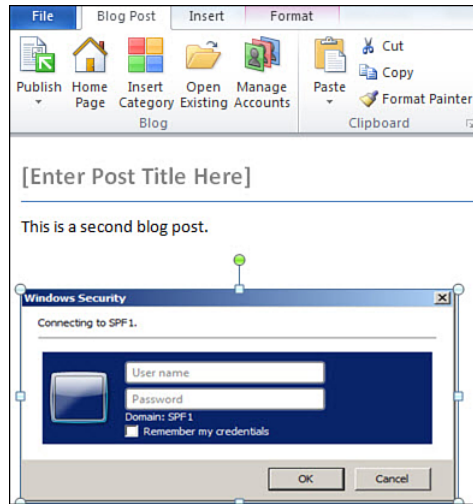 File Blog Post Insert Format
Publish Home Page Insert Category Open Existing Manage Accounts Paste Cut
Copy
Format Painter
Blog Clipboard
[Enter Post Title Here]
This is a second blog post.
Windows Security
Connecting to SPF1.
User name
Password
Domain: SPF1
Remember my credentials
OK Cancel